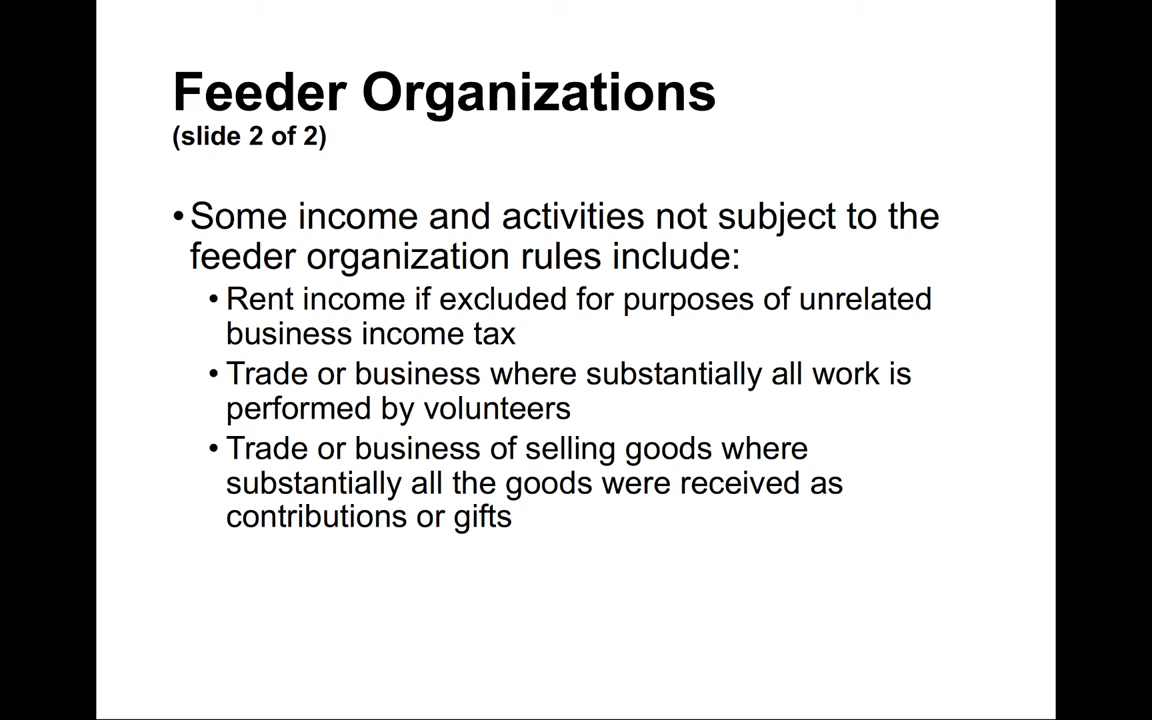 Feeder Organizations
(slide 2 of 2)
• Some income and activities not subject to the
feeder organization rules include:
• Rent income if excluded for purposes of unrelated
business income tax
• Trade or business where substantially all work is
performed by volunteers
• Trade or business of selling goods where
substantially all the goods were received as
contributions or gifts